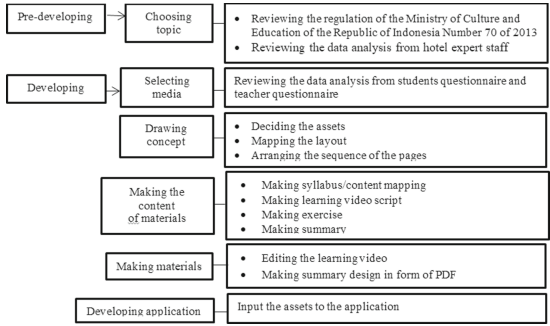 Pre-developing
Choosing
topic
• Reviewing the regulation of the Ministry of Culture and
Education of the Republic of Indonesia Number 70 of 2013
• Reviewing the data analysis from hotel expert staff
Developing
Selecting
media
Reviewing the data analysis from students questionnaire and
teacher questionnaire
Drawing
concept
• Deciding the assets
• Mapping the layout
• Arranging the sequence of the pages
Making the
content
of materials
• Making syllabus/content mapping
• Making learning video script
• Making exercise
• Making summary
Making materials
• Editing the learning video
• Making summary design in form of PDF
Developing application
Input the assets to the application